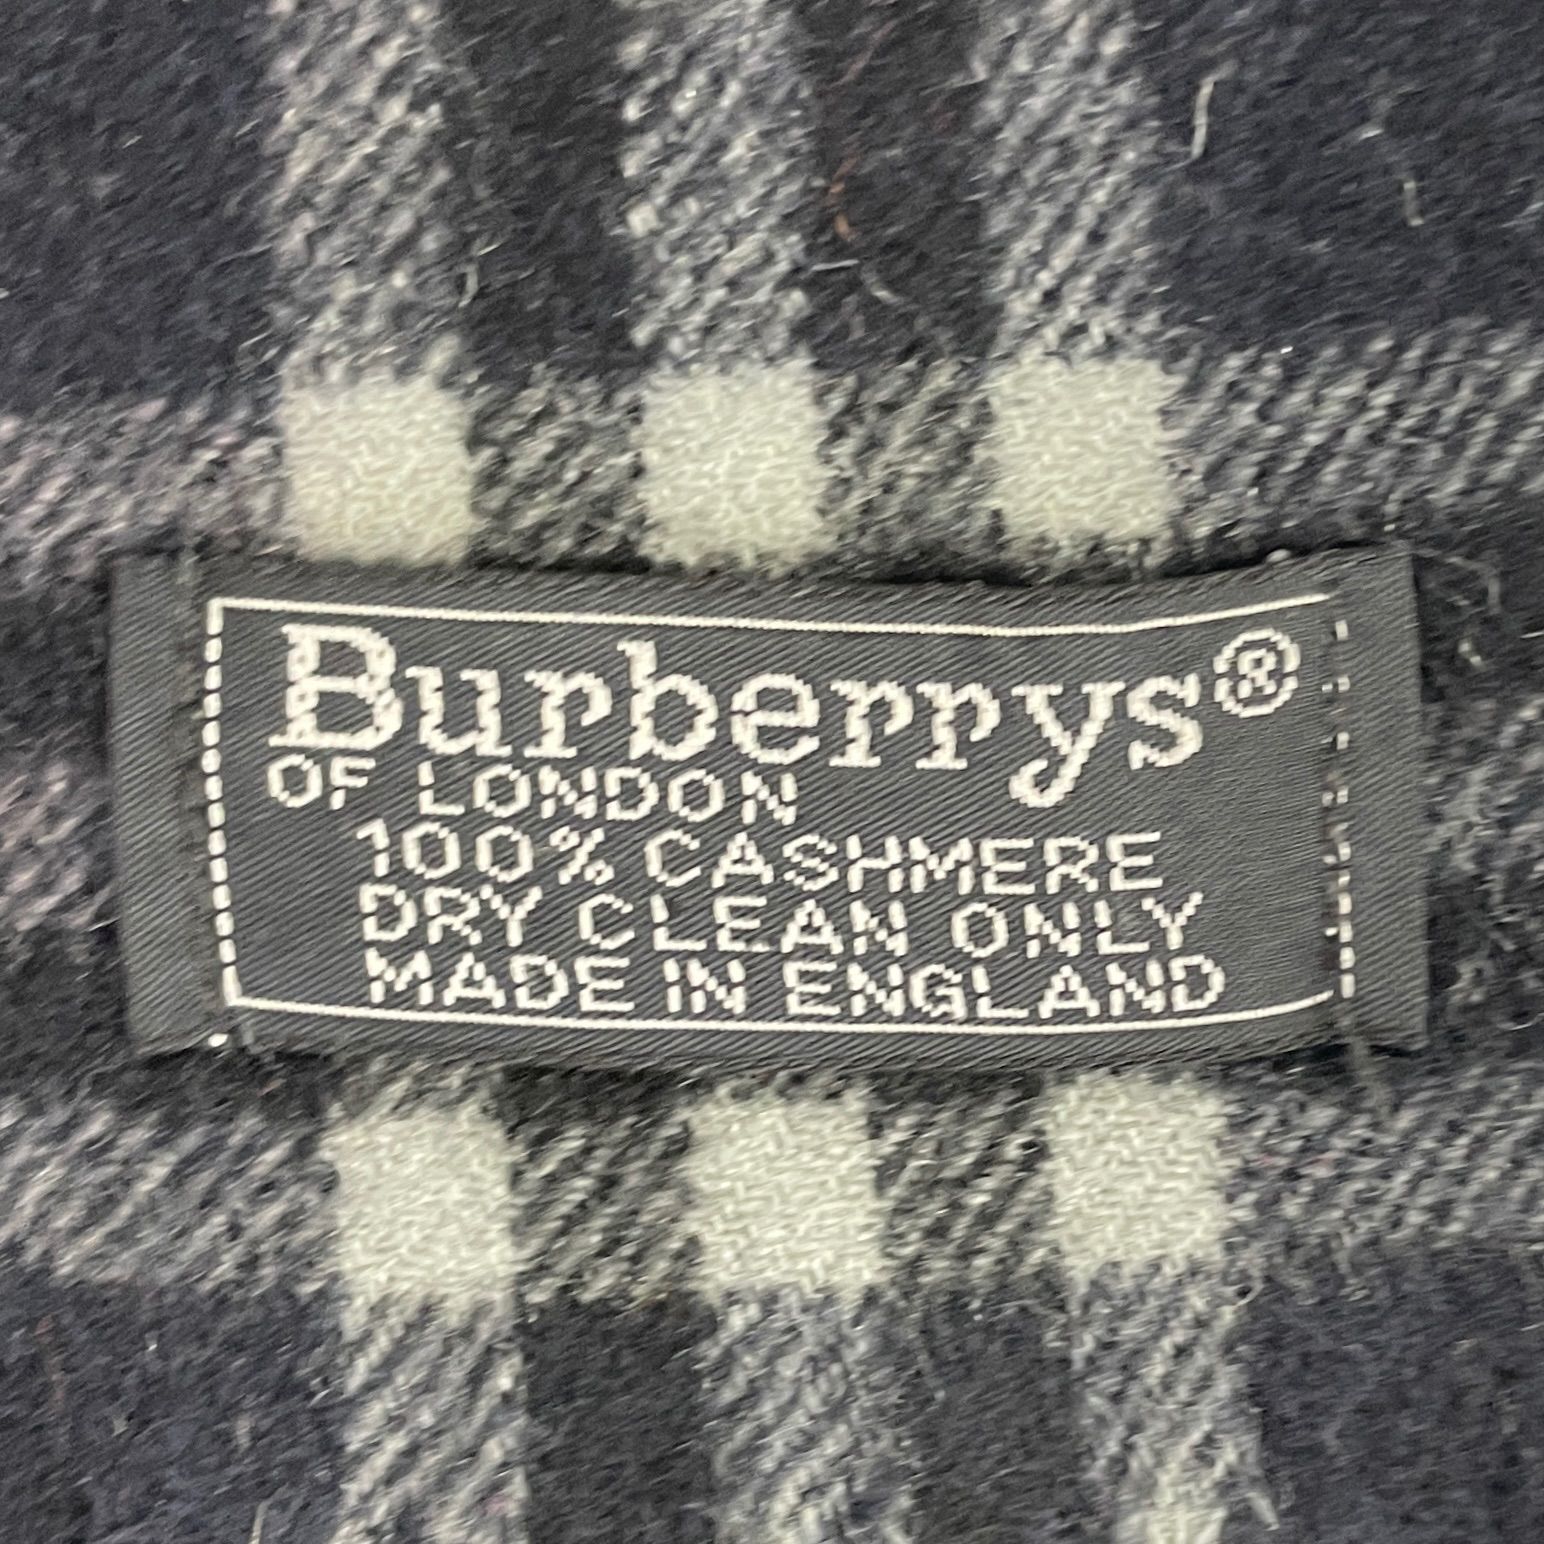 Burberrys®
OF LONDON
100% CASHMERE
DRY CLEAN ONLY
MADE IN ENGLAND